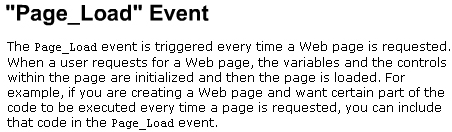 "Page_Load" Event
The Page_Load event is triggered every time a Web page is requested.
When a user requests for a Web page, the variables and the controls
within the page are initialized and then the page is loaded. For
example, if you are creating a Web page and want certain part of the
code to be executed every time a page is requested, you can include
that code in the Page_Load event.